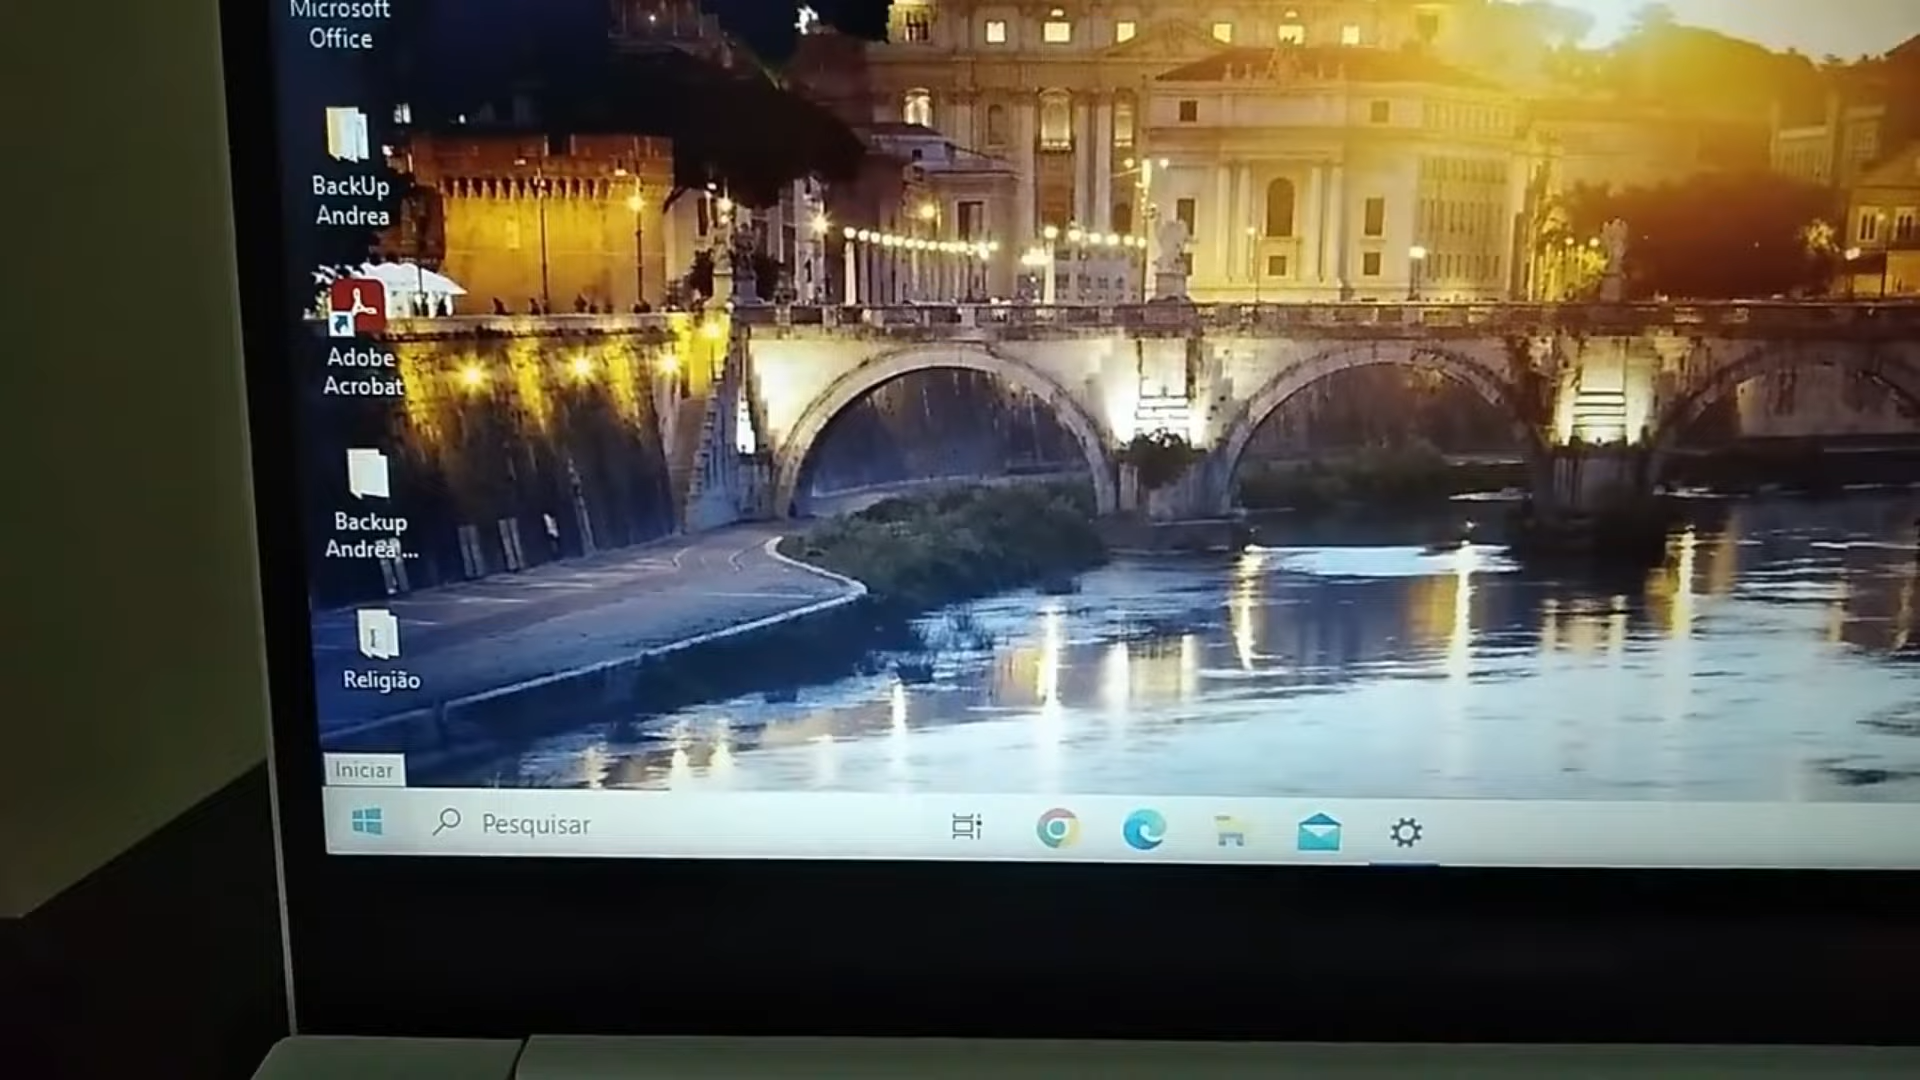 Microsoft
Office
BackUp
Andrea
Adobe
Acrobat
Backup
Andrea ...
Religião
Iniciar
Pesquisar